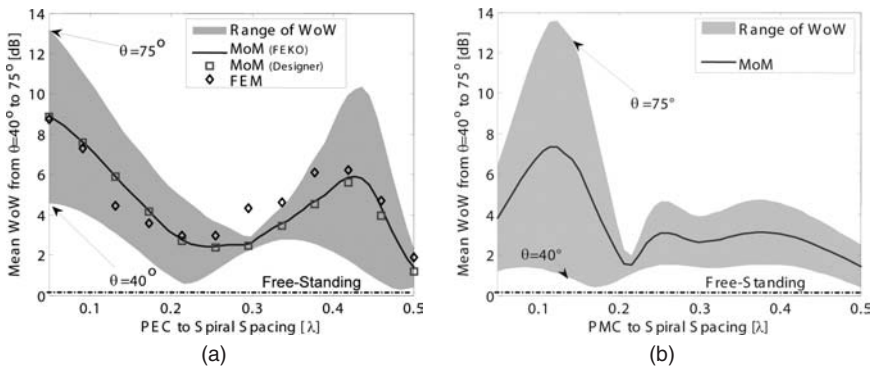 14
12
10
8
6
4
2
0
Mean WoW from θ=40° to 75° [dB]
Range of WoW
MoM (FEKO)
MoM (Designer)
FEM
θ=75°
θ=40°
Free-Standing
0.1
0.2
0.3
0.4
0.5
PEC to Spiral Spacing [λ]
(a)
14
12
10
8
6
4
2
0
Mean WoW from θ=40° to 75° [dB]
Range of WoW
MoM
θ=75°
θ=40°
Free-Standing
0.1
0.2
0.3
0.4
0.5
PMC to Spiral Spacing [λ]
(b)